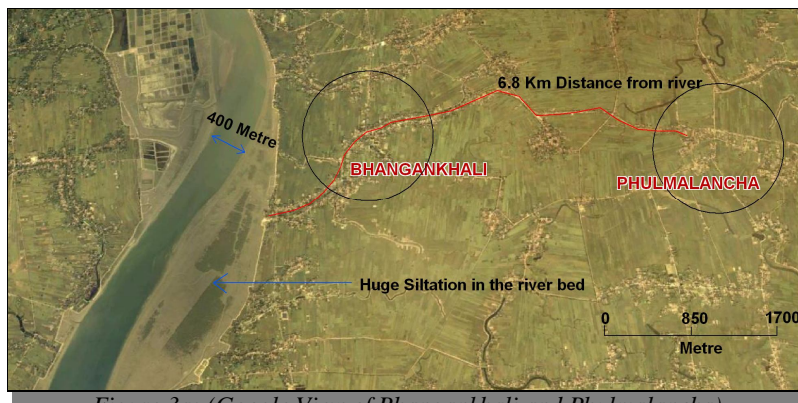 6.8 Km Distance from river
400 Metre
BHANGANKHALI
PHULMALANCHA
Huge Siltation in the river bed
0 850 1700
Metre